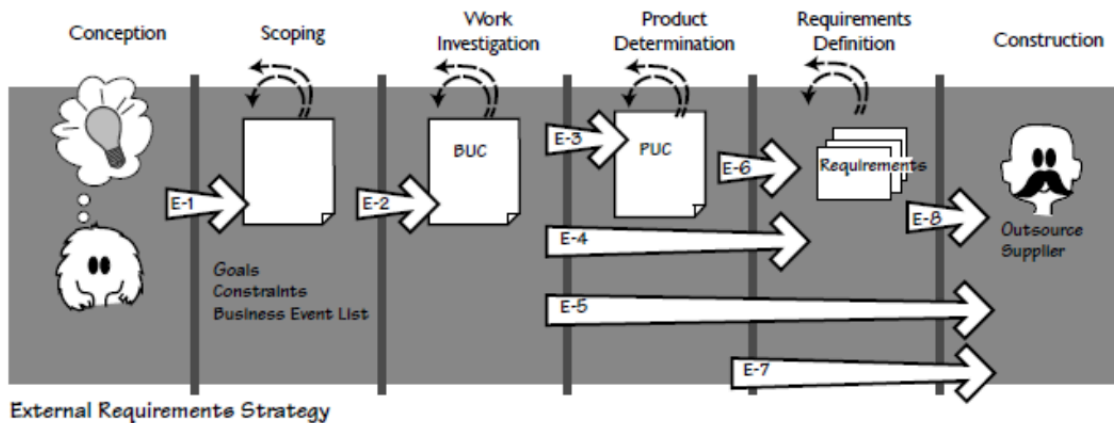 Conception
Scoping
Work
Investigation
Product
Determination
Requirements
Definition
Construction
E-1
E-2
BUC
E-3
PUC
E-6
Requirements
E-8
E-4
Outsource
Supplier
Goals
Constraints
Business Event List
E-5
E-7
External Requirements Strategy